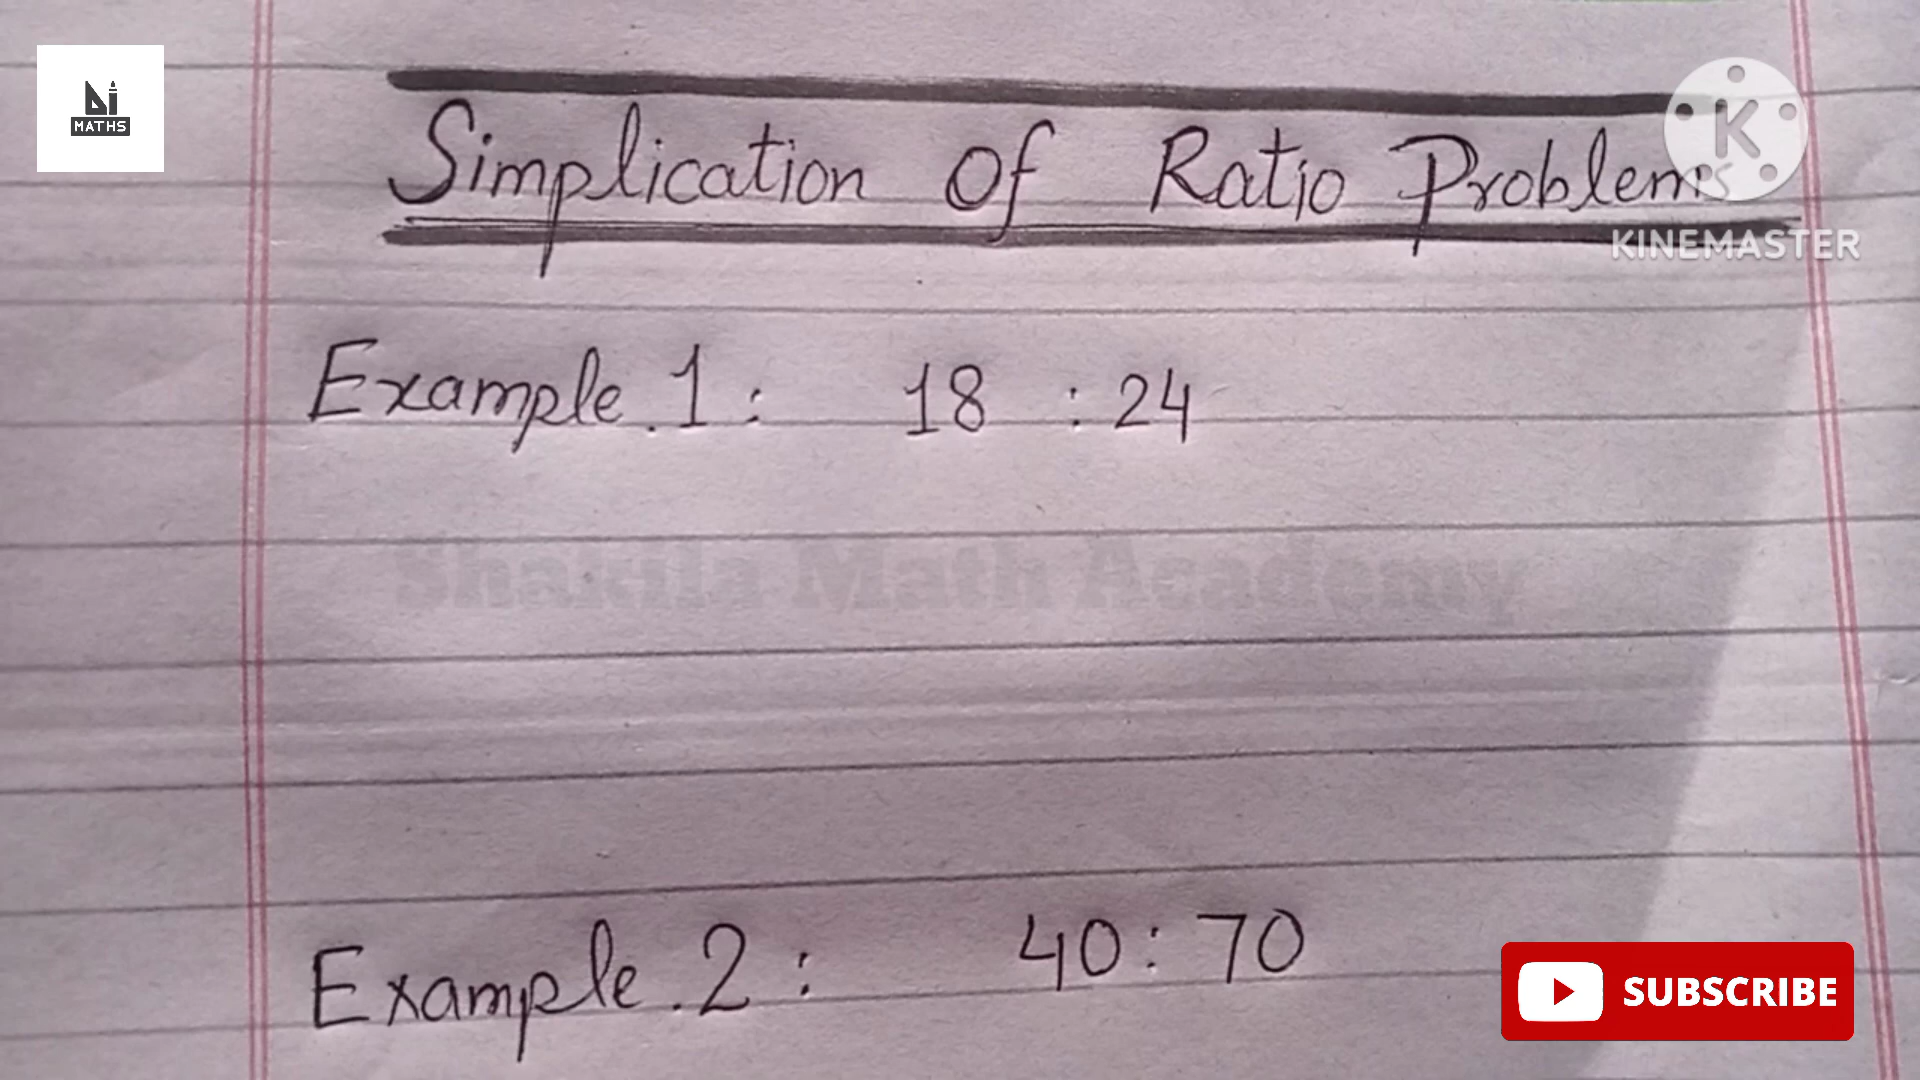 MATHS
Simplication Of Ratio Problems
K
KINEMASTER
Example.1: 18 : 24
Shakila Math Academy
Example.2: 40: 70
SUBSCRIBE